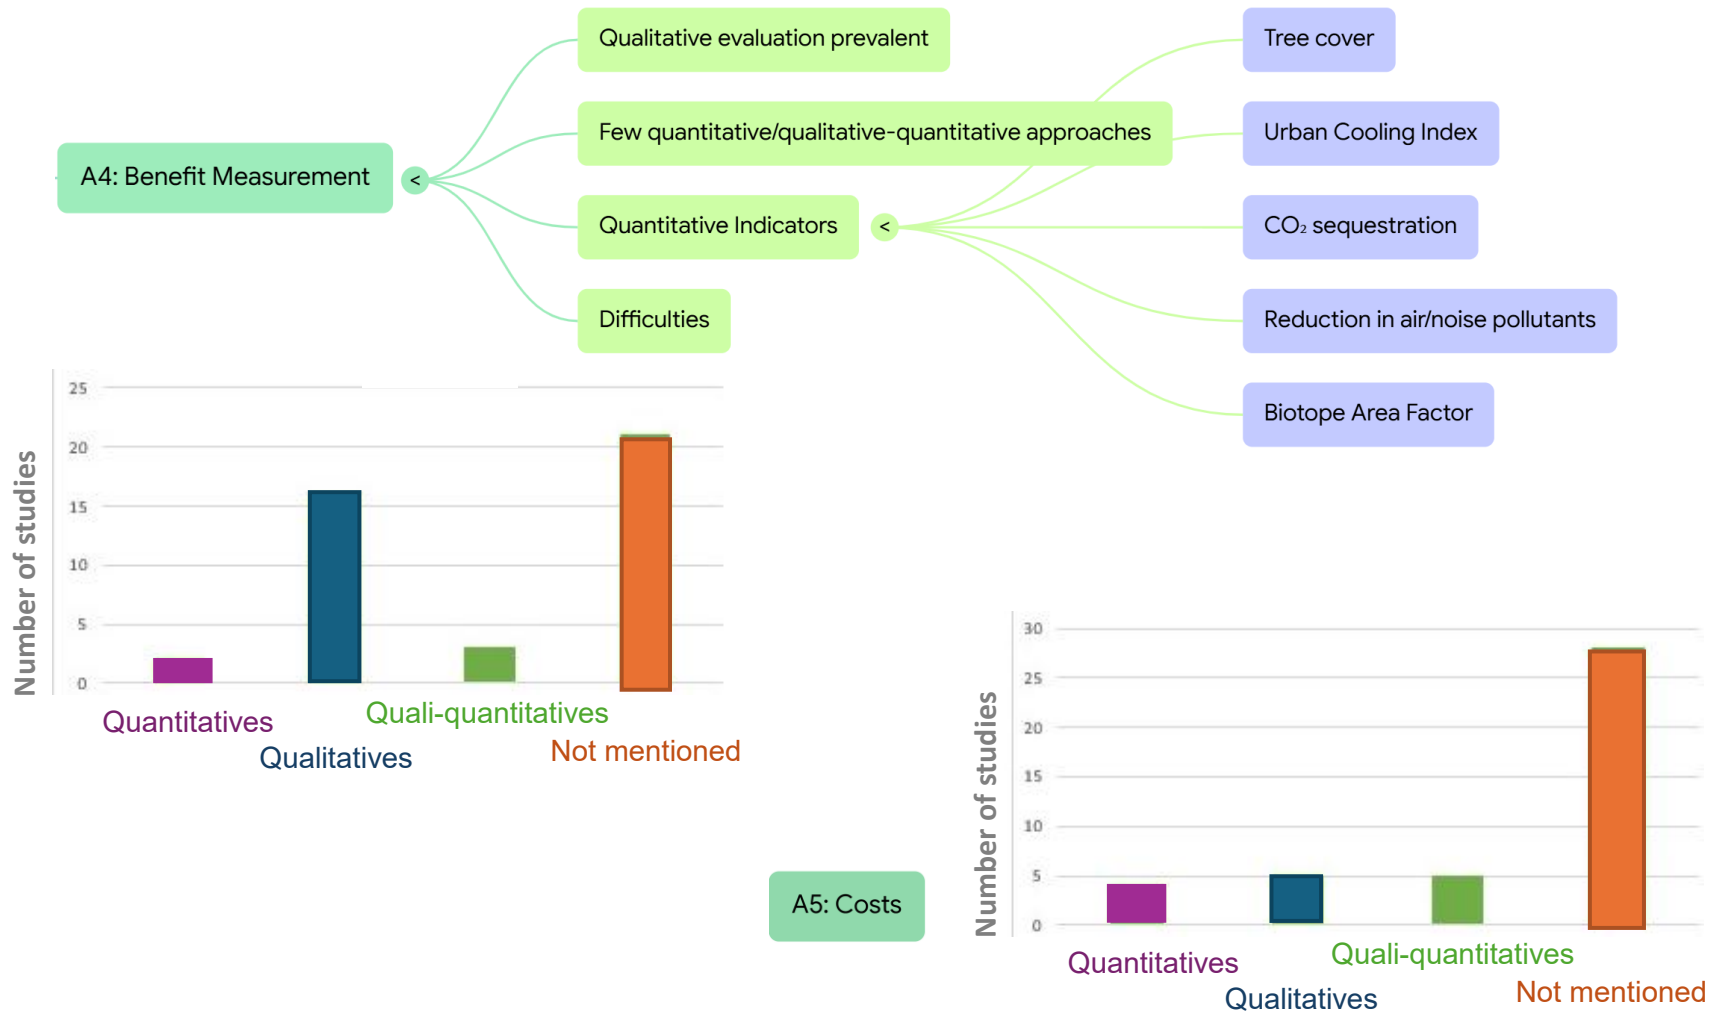 Qualitative evaluation prevalent
Tree cover
Few quantitative/qualitative-quantitative approaches
Urban Cooling Index
A4: Benefit Measurement
<
Quantitative Indicators
<
CO₂ sequestration
Difficulties
Reduction in air/noise pollutants
Biotope Area Factor
Number of studies
25
20
15
10
5
0
Quantitatives
Qualitatives
Quali-quantitatives
Not mentioned
A5: Costs
Number of studies
30
25
20
15
10
5
0
Quantitatives
Qualitatives
Quali-quantitatives
Not mentioned